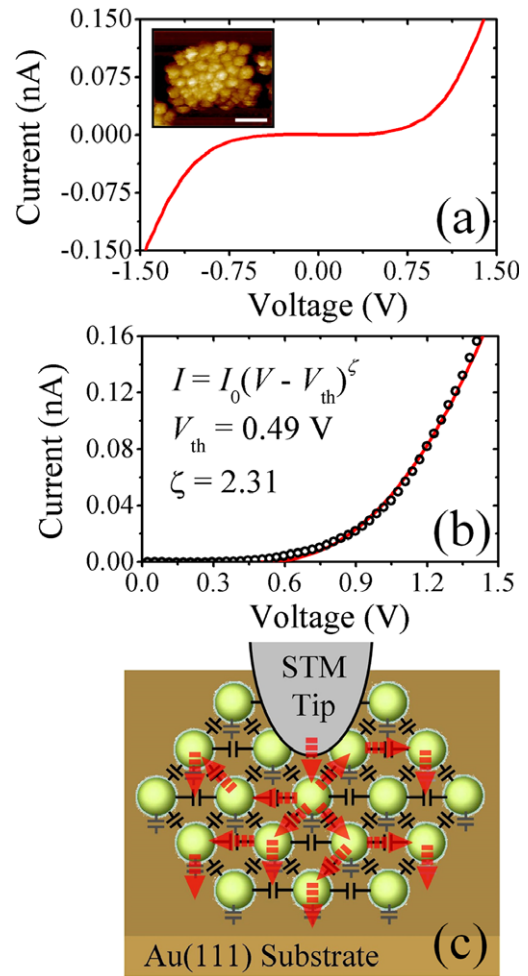 0.150
0.075
0.000
-0.075
-0.150
Current (nA)
(a)
-1.50 -0.75 0.00 0.75 1.50
Voltage (V)
0.16
0.12
0.08
0.04
0.00
Current (nA)
I = I₀(V - Vₜₕ)^ζ
Vₜₕ = 0.49 V
ζ = 2.31
(b)
0.0 0.3 0.6 0.9 1.2 1.5
Voltage (V)
STM
Tip
Au(111) Substrate
(c)